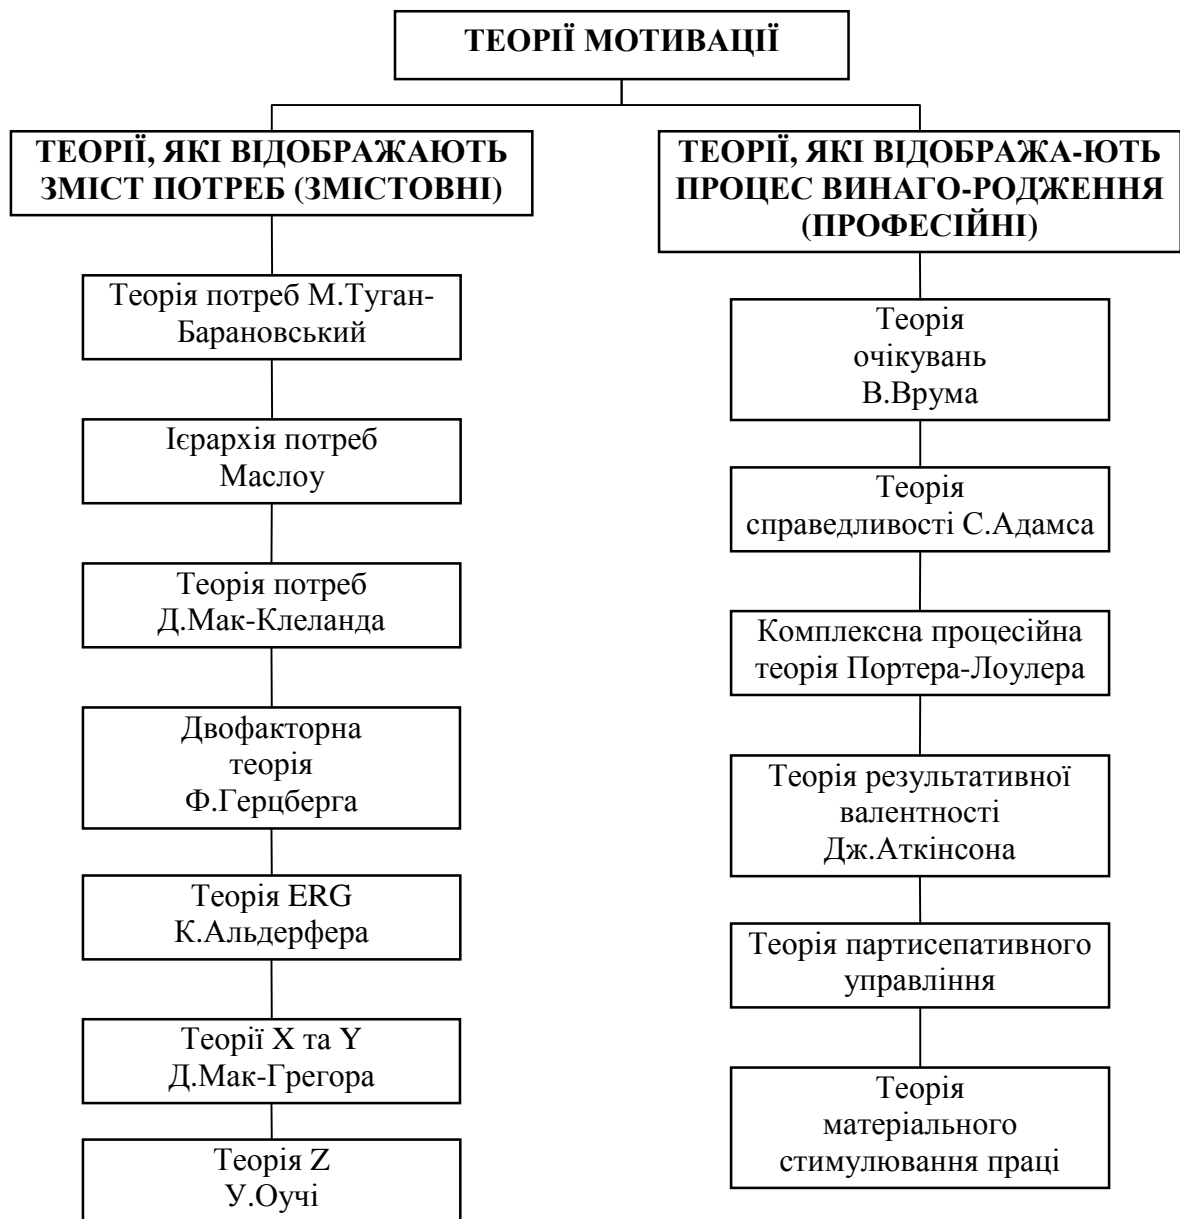 ТЕОРІЇ МОТИВАЦІЇ
ТЕОРІЇ, ЯКІ ВІДОБРАЖАЮТЬ
ЗМІСТ ПОТРЕБ (ЗМІСТОВНІ)
Теорія потреб М.Туган-
Барановський
Ієрархія потреб
Маслоу
Теорія потреб
Д.Мак-Клеланда
Двофакторна
теорія
Ф.Герцберга
Теорія ERG
К.Альдерфера
Теорії X та Y
Д.Мак-Грегора
Теорія Z
У.Оучі
ТЕОРІЇ, ЯКІ ВІДОБРАЖА-ЮТЬ
ПРОЦЕС ВИНАГО-РОДЖЕННЯ
(ПРОФЕСІЙНІ)
Теорія
очікувань
В.Врума
Теорія
справедливості С.Адамса
Комплексна процесійна
теорія Портера-Лоулера
Теорія результативної
валентності
Дж.Аткінсона
Теорія партисепативного
управління
Теорія
матеріального
стимулювання праці